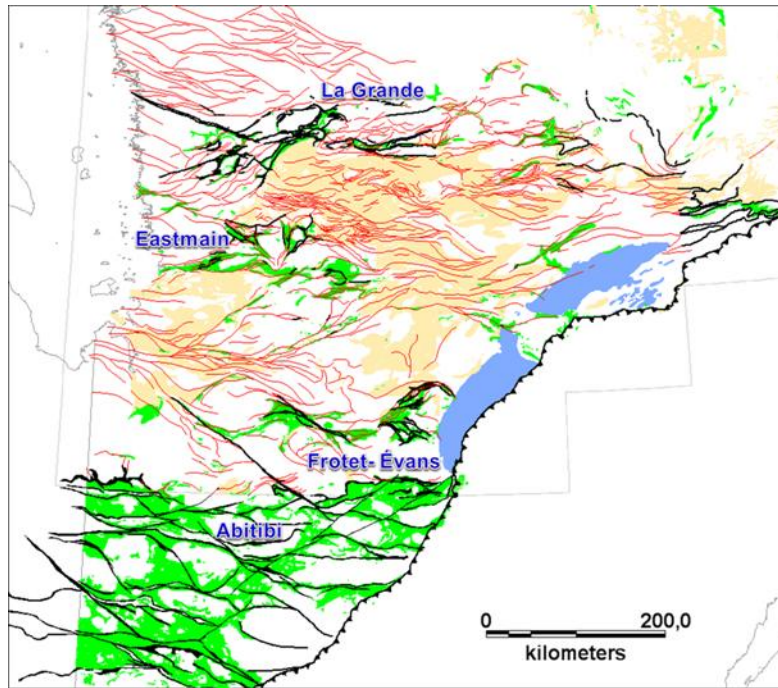 La Grande
Eastmain
Frotet- Évans
Abitibi
0 200,0
kilometers